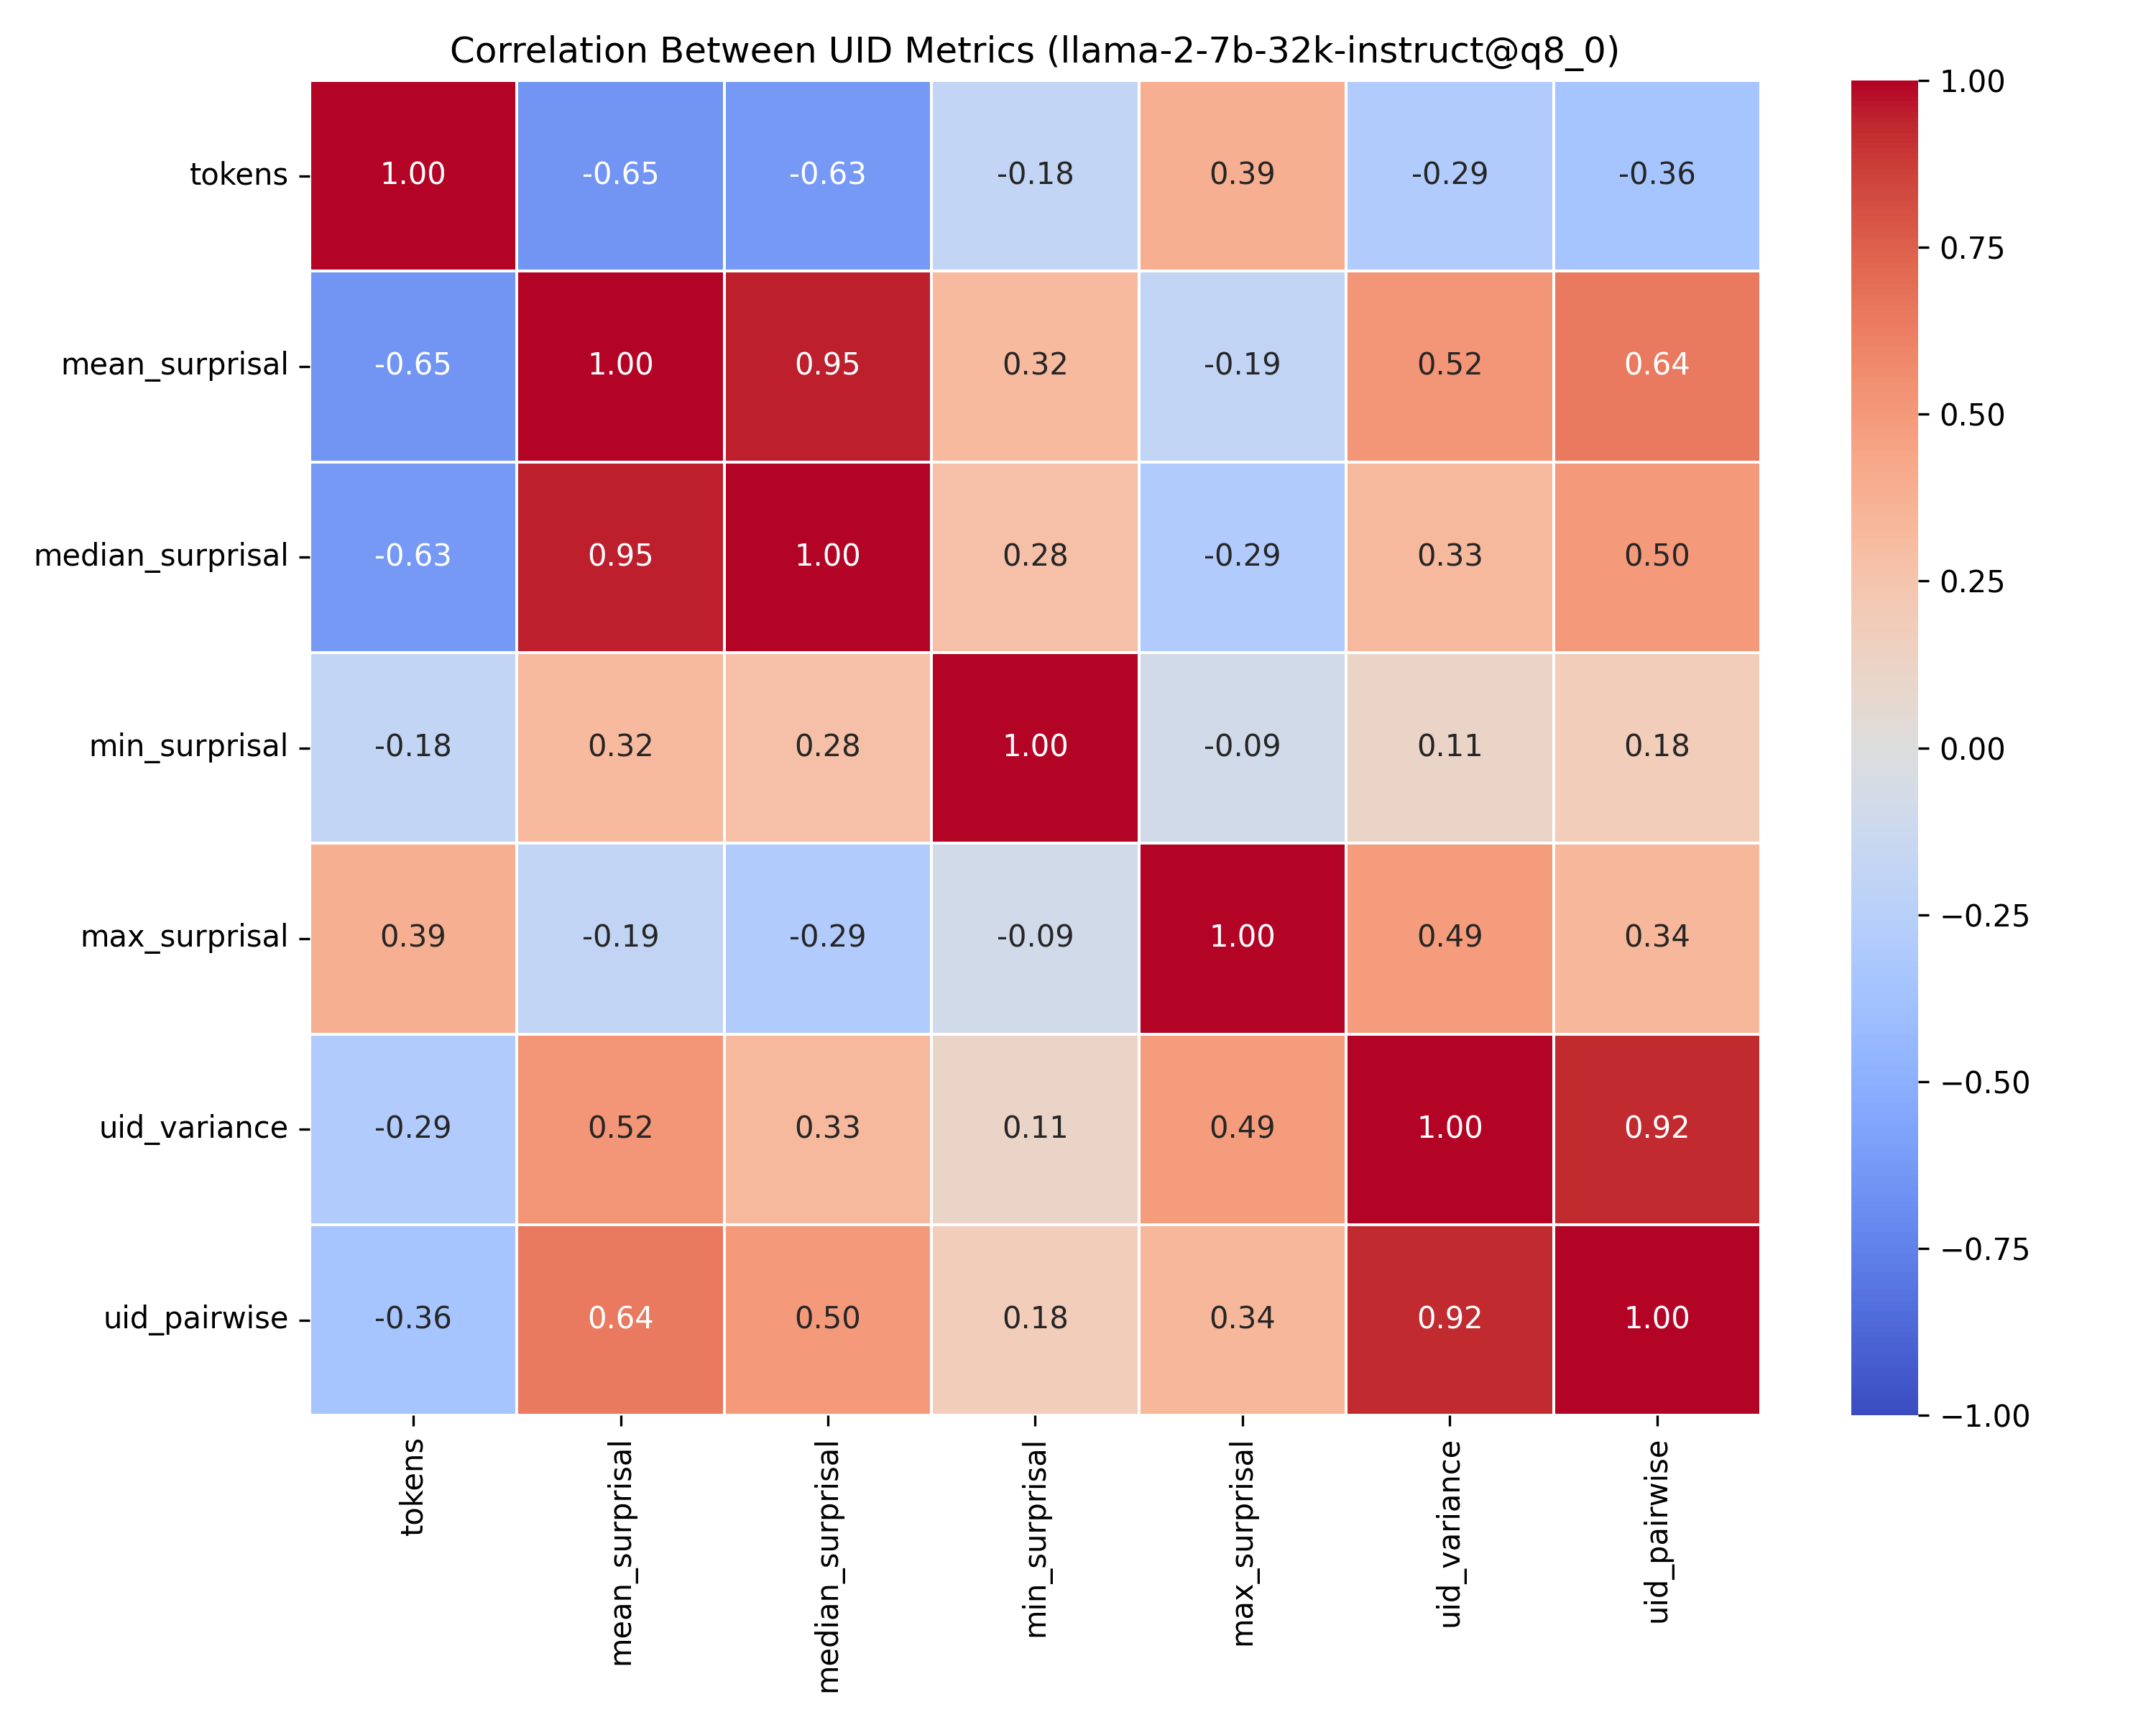 Correlation Between UID Metrics (llama-2-7b-32k-instruct@q8_0)
tokens 1.00 -0.65 -0.63 -0.18 0.39 -0.29 -0.36
mean_surprisal -0.65 1.00 0.95 0.32 -0.19 0.52 0.64
median_surprisal -0.63 0.95 1.00 0.28 -0.29 0.33 0.50
min_surprisal -0.18 0.32 0.28 1.00 -0.09 0.11 0.18
max_surprisal 0.39 -0.19 -0.29 -0.09 1.00 0.49 0.34
uid_variance -0.29 0.52 0.33 0.11 0.49 1.00 0.92
uid_pairwise -0.36 0.64 0.50 0.18 0.34 0.92 1.00
tokens
mean_surprisal
median_surprisal
min_surprisal
max_surprisal
uid_variance
uid_pairwise
1.00
0.75
0.50
0.25
0.00
−0.25
−0.50
−0.75
−1.00